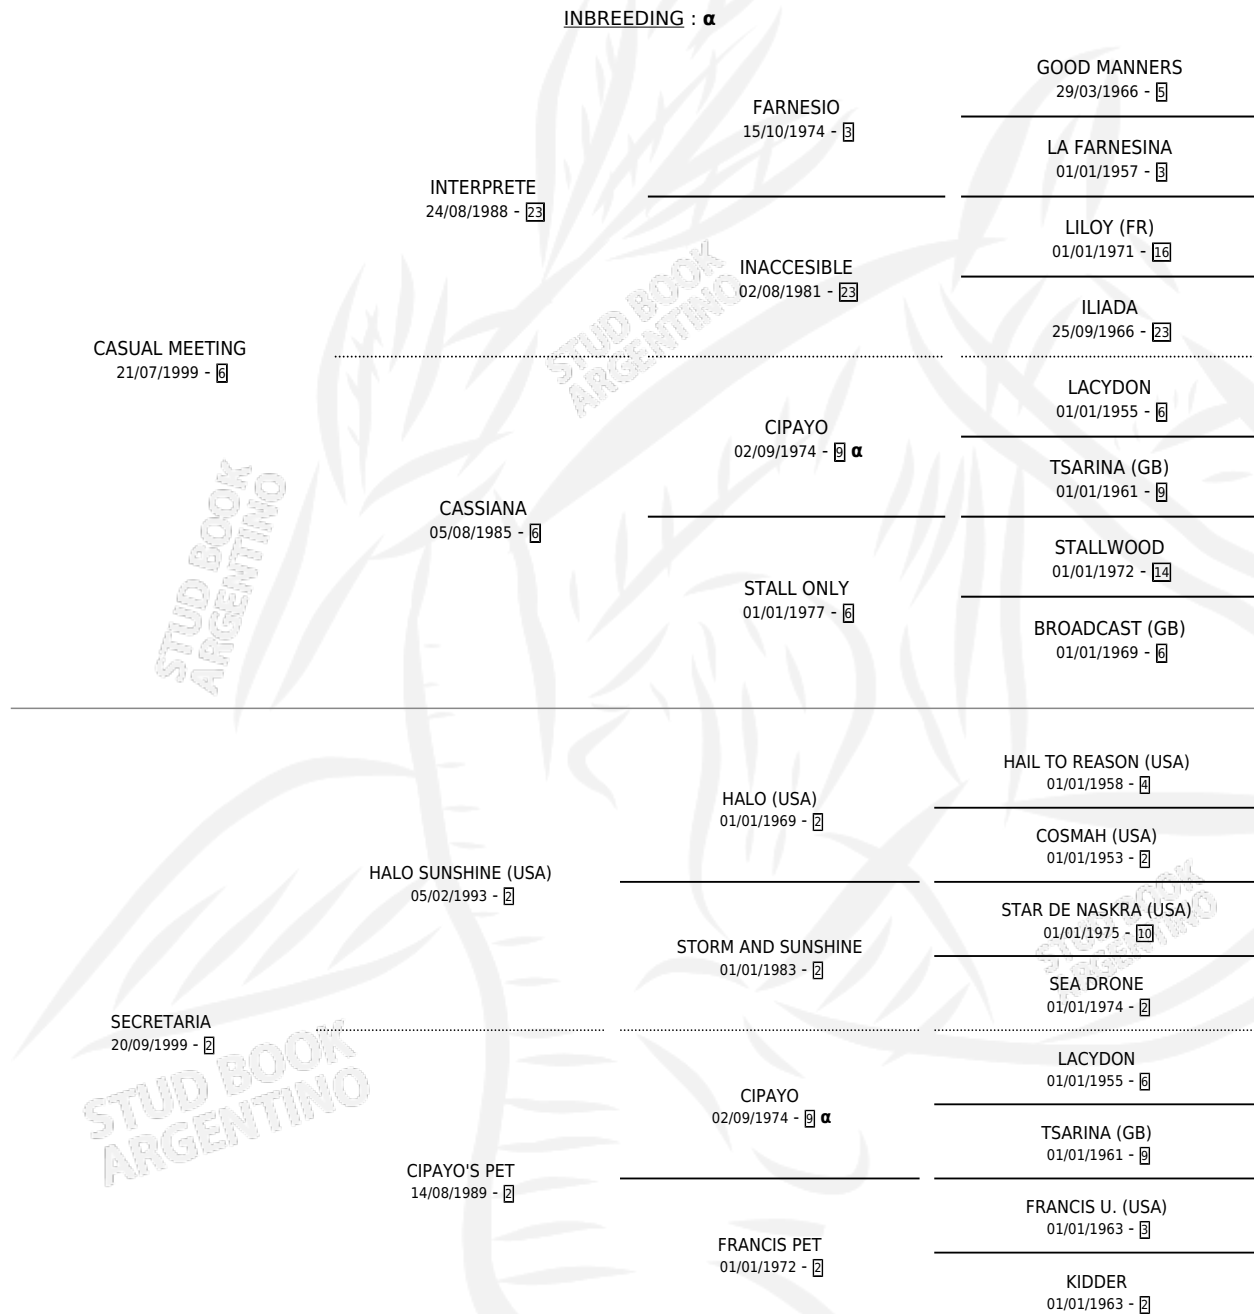 INBREEDING : α
GOOD MANNERS
29/03/1966 - 5
FARNESIO
15/10/1974 - 3
LA FARNESINA
01/01/1957 - 3
INTERPRETE
24/08/1988 - 23
LILOY (FR)
01/01/1971 - 16
INACCESIBLE
02/08/1981 - 23
ILIADA
25/09/1966 - 23
CASUAL MEETING
21/07/1999 - 6
LACYDON
01/01/1955 - 6
CIPAYO
02/09/1974 - 9 α
TSARINA (GB)
01/01/1961 - 9
CASSIANA
05/08/1985 - 6
STALLWOOD
01/01/1972 - 14
STALL ONLY
01/01/1977 - 6
BROADCAST (GB)
01/01/1969 - 6
HAIL TO REASON (USA)
01/01/1958 - 4
HALO (USA)
01/01/1969 - 2
COSMAH (USA)
01/01/1953 - 2
HALO SUNSHINE (USA)
05/02/1993 - 2
STAR DE NASKRA (USA)
01/01/1975 - 10
STORM AND SUNSHINE
01/01/1983 - 2
SEA DRONE
01/01/1974 - 2
SECRETARIA
20/09/1999 - 2
LACYDON
01/01/1955 - 6
CIPAYO
02/09/1974 - 9 α
TSARINA (GB)
01/01/1961 - 9
CIPAYO'S PET
14/08/1989 - 2
FRANCIS U. (USA)
01/01/1963 - 3
FRANCIS PET
01/01/1972 - 2
KIDDER
01/01/1963 - 2
STUD BOOK
ARGENTINO
STUD BOOK
ARGENTINO
STUD BOOK
ARGENTINO
STUD BOOK
ARGENTINO